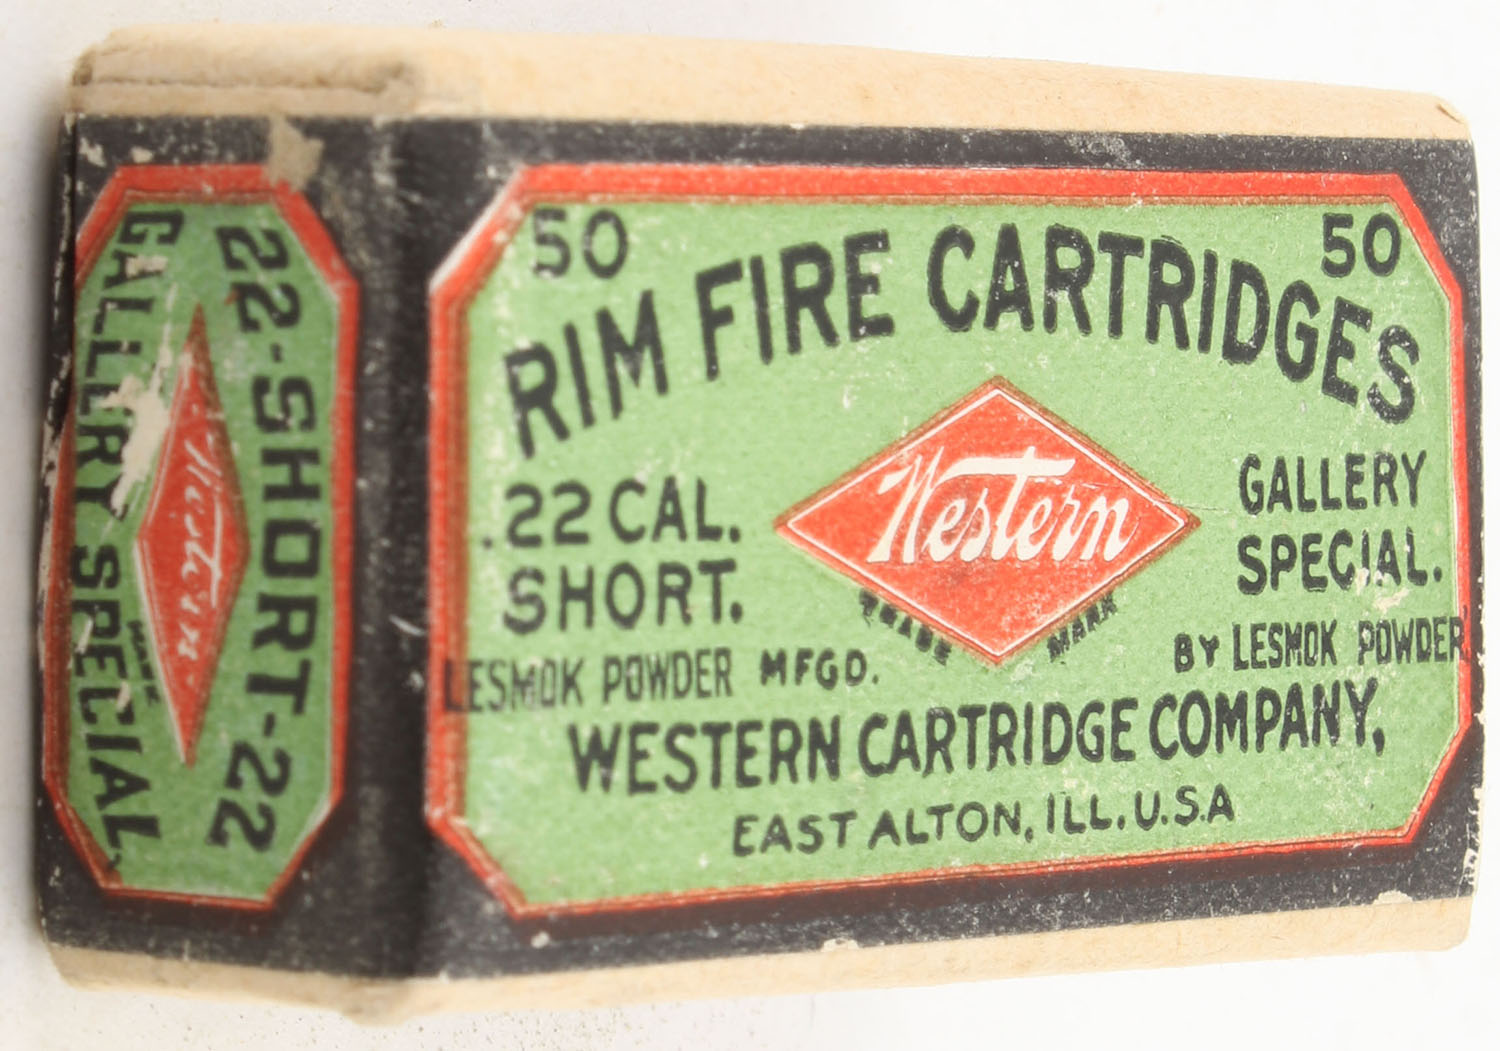 50 50
RIM FIRE CARTRIDGES
.22 CAL.
SHORT.
Western
TRADE MARK
GALLERY
SPECIAL.
LESMOK POWDER MFGD. BY LESMOK POWDER
WESTERN CARTRIDGE COMPANY,
EAST ALTON, ILL. U.S.A
22-SHORT-22
Western
MARK
GALLERY SPECIAL